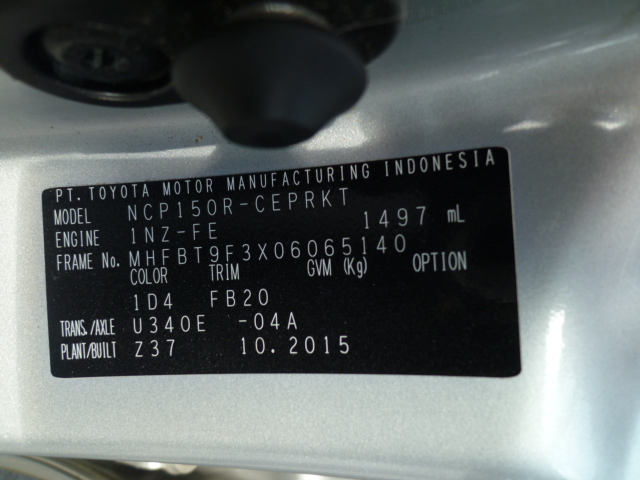 PT. TOYOTA MOTOR MANUFACTURING INDONESIA
MODEL NCP150R-CEPRKT
ENGINE 1NZ-FE 1497 mL
FRAME No. MHFBT9F3X06065140
COLOR TRIM GVM (Kg) OPTION
1D4 FB20
TRANS./AXLE U340E -04A
PLANT/BUILT Z37 10.2015